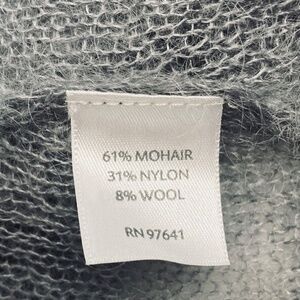 61% MOHAIR
31% NYLON
8% WOOL
RN 97641